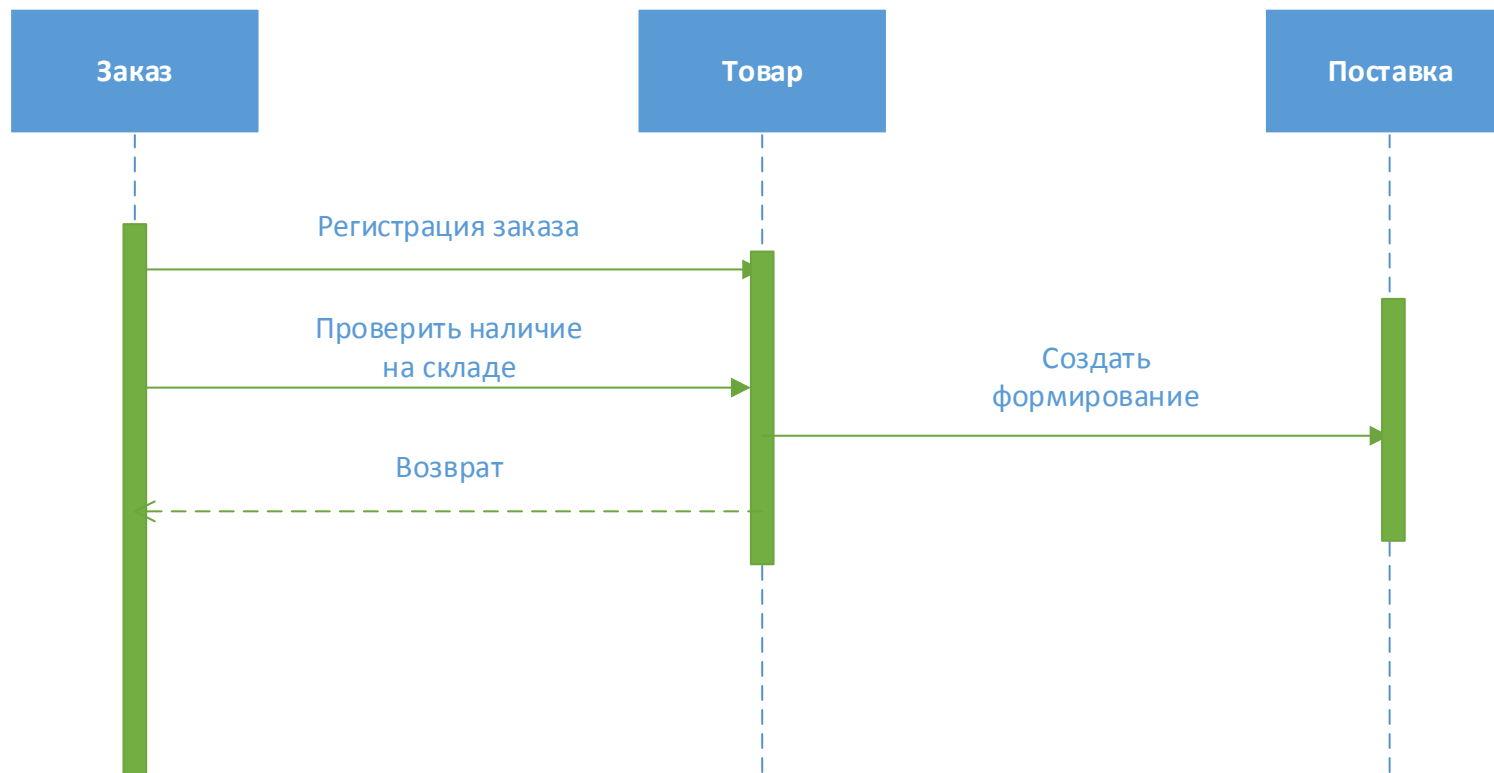 Заказ
Товар
Поставка
Регистрация заказа
Проверить наличие
на складе
Создать
формирование
Возврат